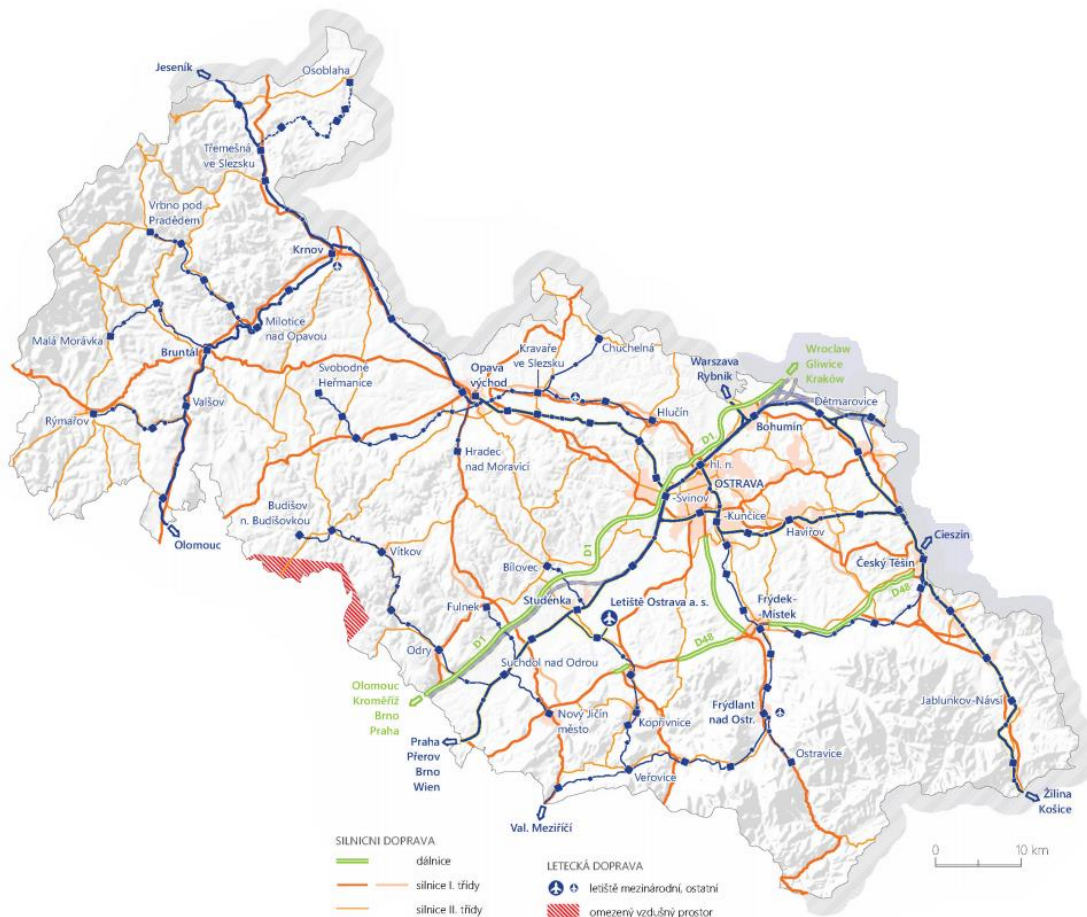 Jeseník
Osoblaha
Třemešná
ve Slezsku
Vrbno pod
Pradědem
Krnov
Milotice
nad Opavou
Malá Morávka
Bruntál
Svobodné
Heřmanice
Opava
východ
Kravaře
ve Slezsku
Chuchelná
Warszava
Rybnik
Wroclaw
Gliwice
Kraków
Dětmarovice
Hlučín
Bohumín
D1
Rýmařov
Valšov
Hradec
nad Moravicí
hl. n.
OSTRAVA
-Svinov
-Kunčice
Havířov
Cieszin
Budišov
n. Budišovkou
Olomouc
Vítkov
D1
Bílovec
Český Těšín
Studénka
Letiště Ostrava a. s.
Frýdek-
-Místek
D48
Fulnek
D1
D48
Odry
Suchdol nad Odrou
Olomouc
Kroměříž
Brno
Praha
Nový Jičín
město
Kopřivnice
Frýdlant
nad Ostr.
Jablunkov-Návsí
Praha
Přerov
Brno
Wien
Ostravice
Veřovice
Žilina
Košice
Val. Meziříčí
SILNICNI DOPRAVA
dálnice
silnice I. třídy
silnice II. třídy
LETECKÁ DOPRAVA
letiště mezinárodní, ostatní
omezený vzdušný prostor
0 10 km